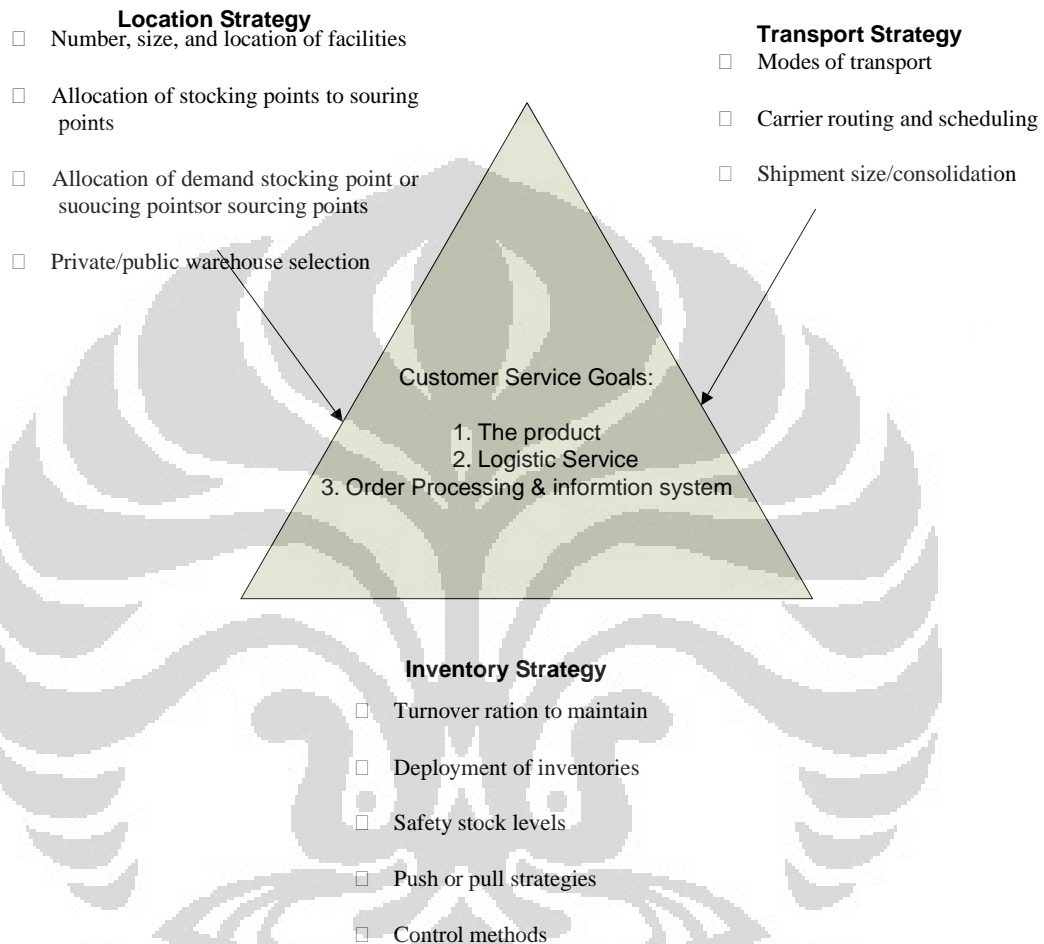 Location Strategy
Number, size, and location of facilities
Allocation of stocking points to souring
points
Allocation of demand stocking point or
suoucing pointsor sourcing points
Private/public warehouse selection
Transport Strategy
Modes of transport
Carrier routing and scheduling
Shipment size/consolidation
Customer Service Goals:
1. The product
2. Logistic Service
3. Order Processing & informtion system
Inventory Strategy
Turnover ration to maintain
Deployment of inventories
Safety stock levels
Push or pull strategies
Control methods